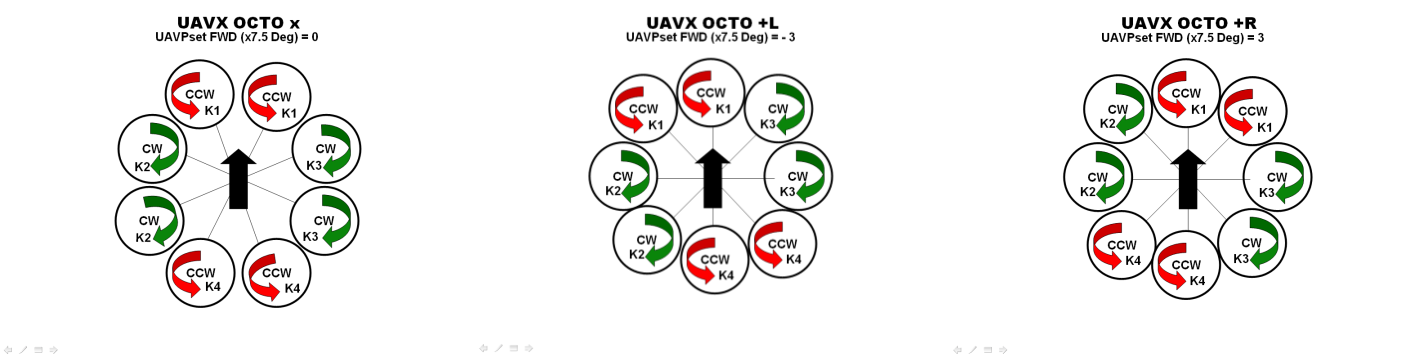 UAVX OCTO x
UAVPset FWD (x7.5 Deg) = 0
CCW
K1
CCW
K1
CW
K2
CW
K3
CW
K2
CW
K3
CCW
K4
CCW
K4
UAVX OCTO +L
UAVPset FWD (x7.5 Deg) = - 3
CCW
K1
CCW
K1
CW
K3
CW
K2
CW
K3
CW
K2
CCW
K4
CCW
K4
UAVX OCTO +R
UAVPset FWD (x7.5 Deg) = 3
CW
K2
CCW
K1
CCW
K1
CW
K2
CW
K3
CCW
K4
CCW
K4
CW
K3